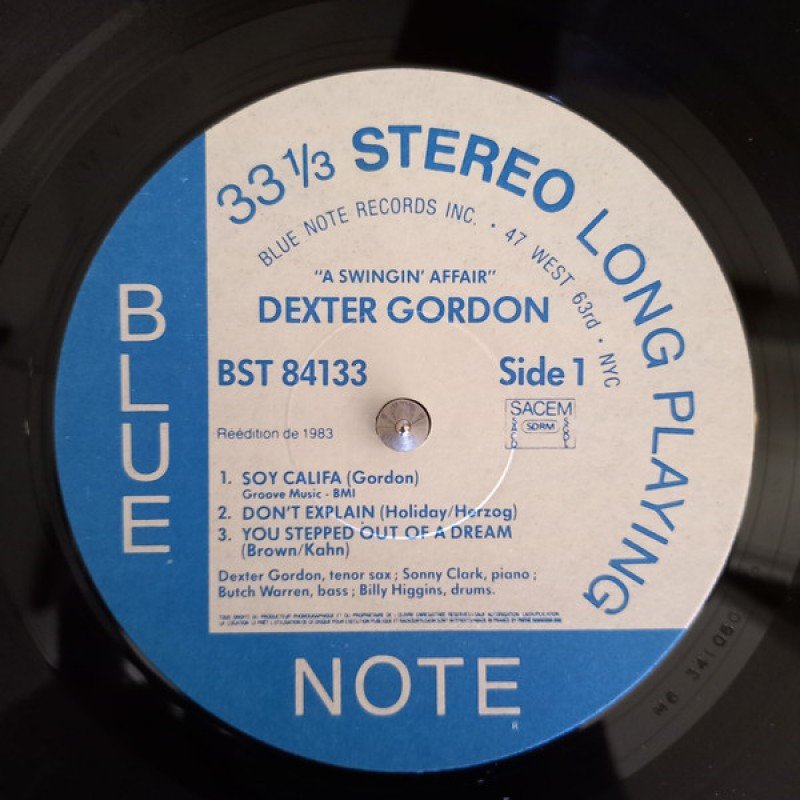 33 1/3 STEREO LONG PLAYING
BLUE NOTE RECORDS INC. • 47 WEST 63rd • NYC
"A SWINGIN' AFFAIR"
DEXTER GORDON
BST 84133
Side 1
Réédition de 1983
SACEM
SDRM
1. SOY CALIFA (Gordon)
Groove Music - BMI
2. DON'T EXPLAIN (Holiday/Herzog)
3. YOU STEPPED OUT OF A DREAM
(Brown/Kahn)
Dexter Gordon, tenor sax ; Sonny Clark, piano ;
Butch Warren, bass ; Billy Higgins, drums.
BLUE
NOTE
R